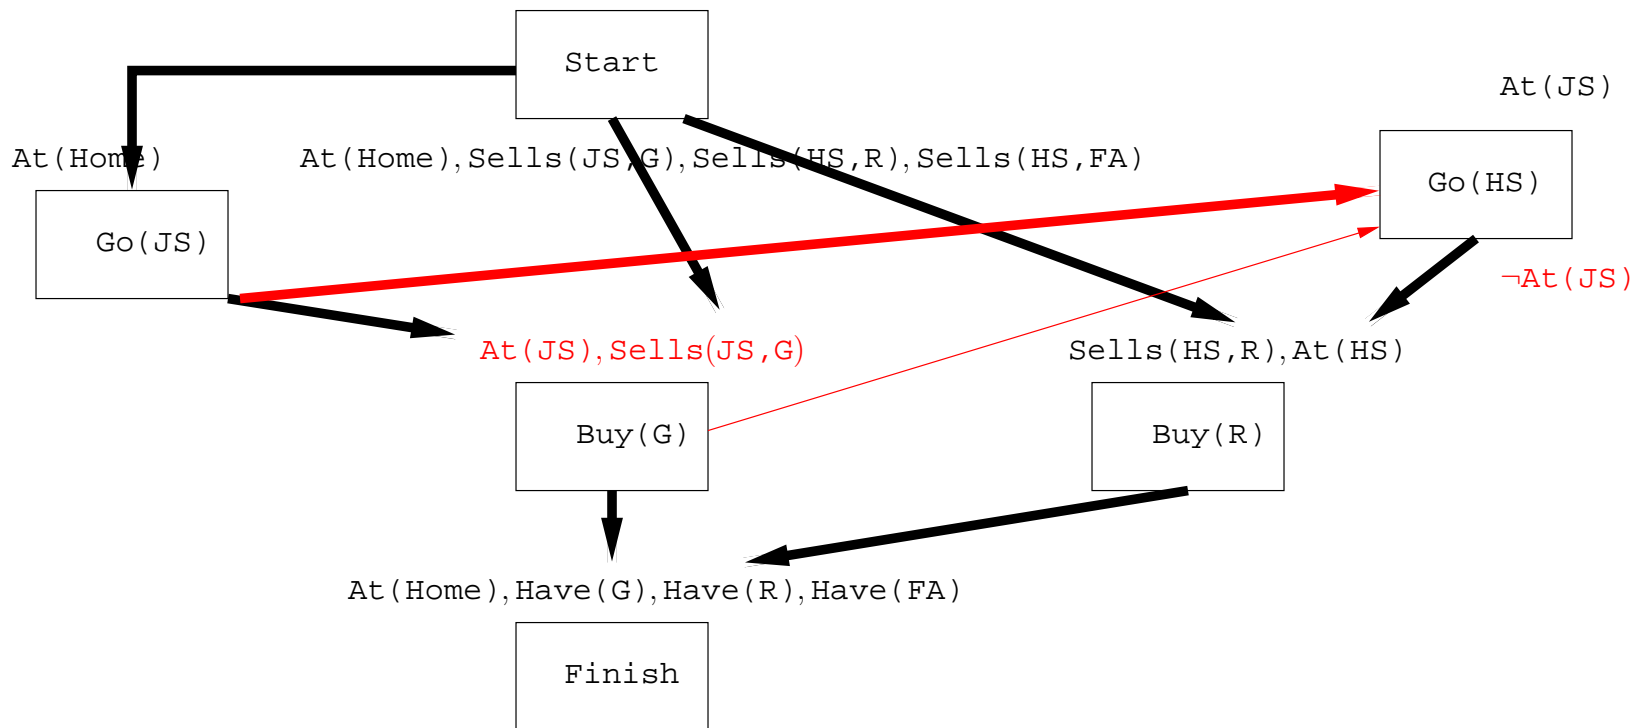 Start
At(JS)
At(Home)
At(Home),Sells(JS,G),Sells(HS,R),Sells(HS,FA)
Go(HS)
Go(JS)
¬At(JS)
At(JS),Sells(JS,G)
Sells(HS,R),At(HS)
Buy(G)
Buy(R)
At(Home),Have(G),Have(R),Have(FA)
Finish